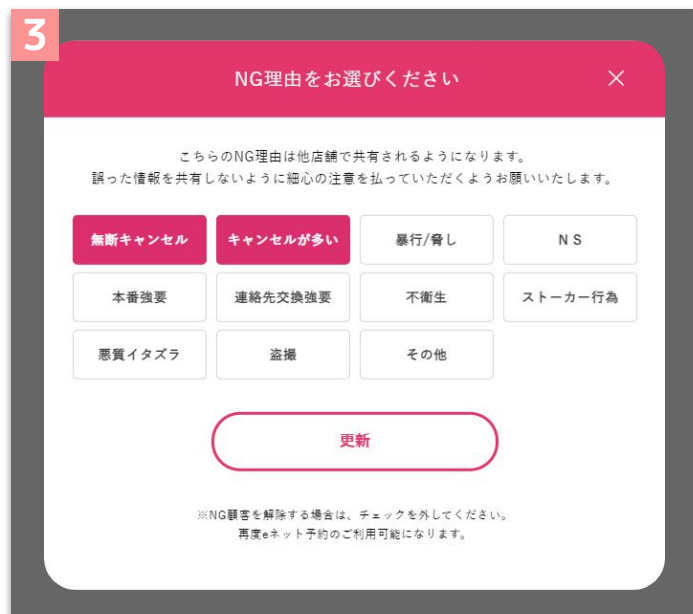 3
NG理由をお選びください ×
こちらのNG理由は他店舗で共有されるようになります。
誤った情報を共有しないように細心の注意を払っていただくようお願いいたします。
無断キャンセル キャンセルが多い 暴行/脅し NS
本番強要 連絡先交換強要 不衛生 ストーカー行為
悪質イタズラ 盗撮 その他
更新
※NG顧客を解除する場合は、チェックを外してください。
再度eネット予約のご利用可能になります。